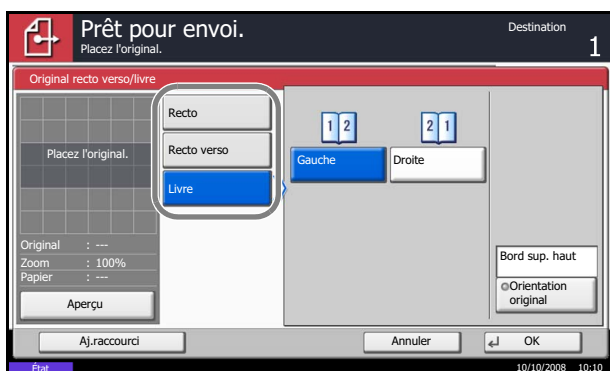 Prêt pour envoi.
Placez l'original.
Destination
1
Original recto verso/livre
Placez l'original.
Recto
Recto verso
Livre
1 2
2 1
Gauche
Droite
Original : ---
Zoom : 100%
Papier : ---
Aperçu
Bord sup. haut
Orientation
original
Aj.raccourci
Annuler
OK
État
10/10/2008 10:10